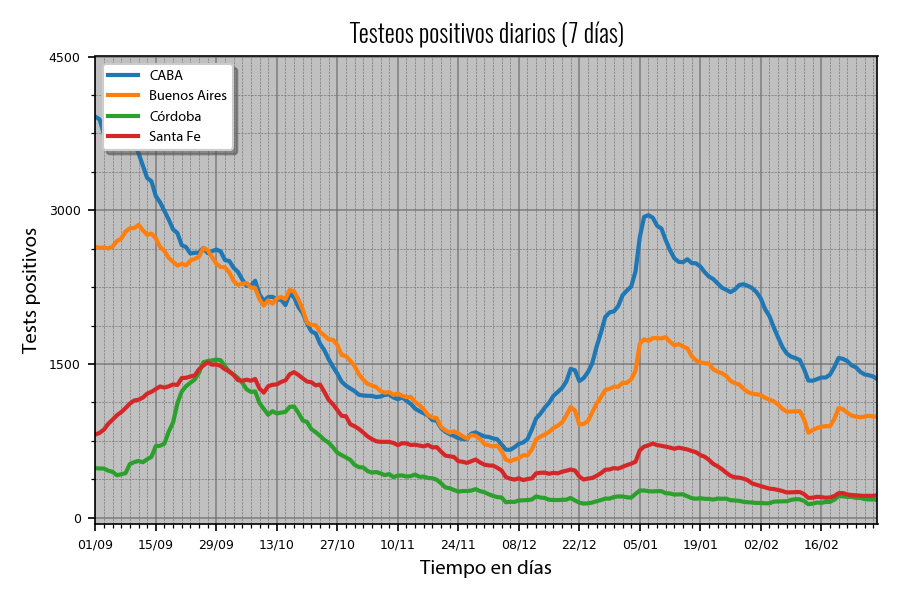 Testeos positivos diarios (7 días)
4500
3000
1500
0
Tests positivos
CABA
Buenos Aires
Córdoba
Santa Fe
01/09 15/09 29/09 13/10 27/10 10/11 24/11 08/12 22/12 05/01 19/01 02/02 16/02
Tiempo en días